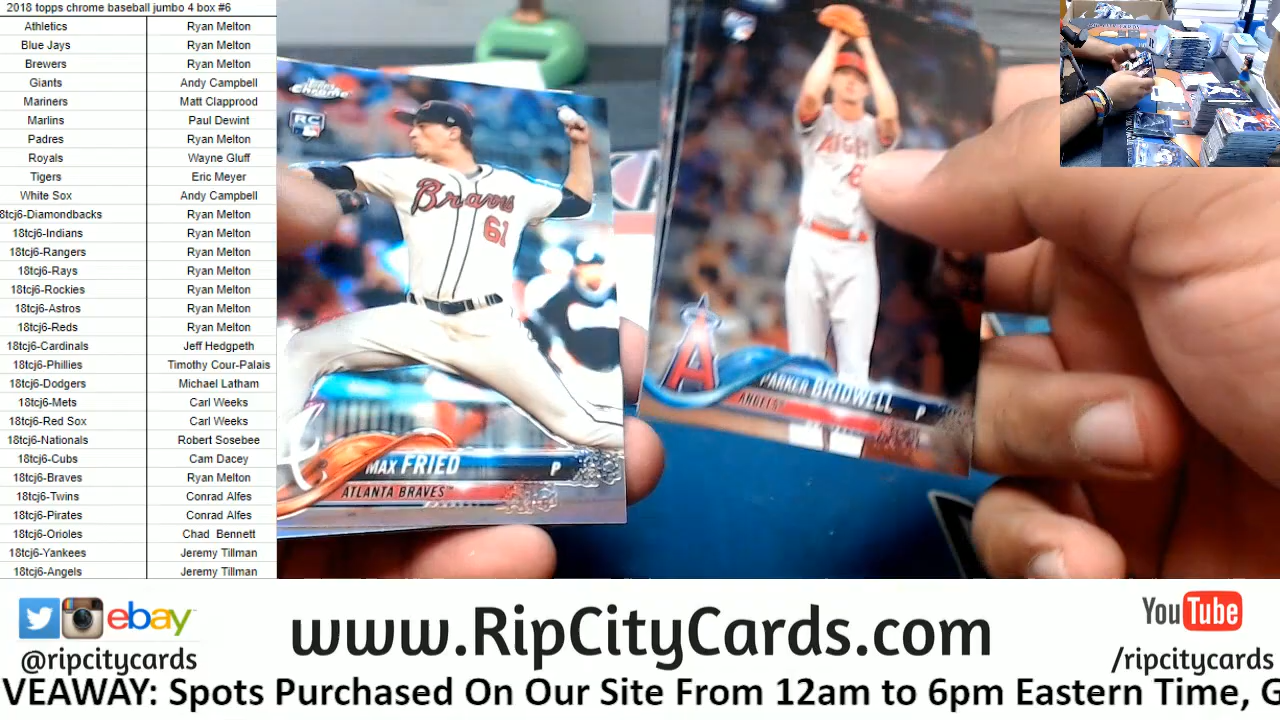 2018 topps chrome baseball jumbo 4 box #6
Athletics Ryan Melton
Blue Jays Ryan Melton
Brewers Ryan Melton
Giants Andy Campbell
Mariners Matt Clapprood
Marlins Paul Dewint
Padres Ryan Melton
Royals Wayne Gluff
Tigers Eric Meyer
White Sox Andy Campbell
8tcj6-Diamondbacks Ryan Melton
18tcj6-Indians Ryan Melton
18tcj6-Rangers Ryan Melton
18tcj6-Rays Ryan Melton
18tcj6-Rockies Ryan Melton
18tcj6-Astros Ryan Melton
18tcj6-Reds Ryan Melton
18tcj6-Cardinals Jeff Hedgpeth
18tcj6-Phillies Timothy Cour-Palais
18tcj6-Dodgers Michael Latham
18tcj6-Mets Carl Weeks
18tcj6-Red Sox Carl Weeks
18tcj6-Nationals Robert Sosebee
18tcj6-Cubs Cam Dacey
18tcj6-Braves Ryan Melton
18tcj6-Twins Conrad Alfes
18tcj6-Pirates Conrad Alfes
18tcj6-Orioles Chad Bennett
18tcj6-Yankees Jeremy Tillman
18tcj6-Angels Jeremy Tillman
Topps CHROME
RC
Braves
61
MAX FRIED P
ATLANTA BRAVES™
A
PARKER BRIDWELL P
ANGELS®
ebay™
@ripcitycards
www.RipCityCards.com
YouTube
/ripcitycards
VEAWAY: Spots Purchased On Our Site From 12am to 6pm Eastern Time, G